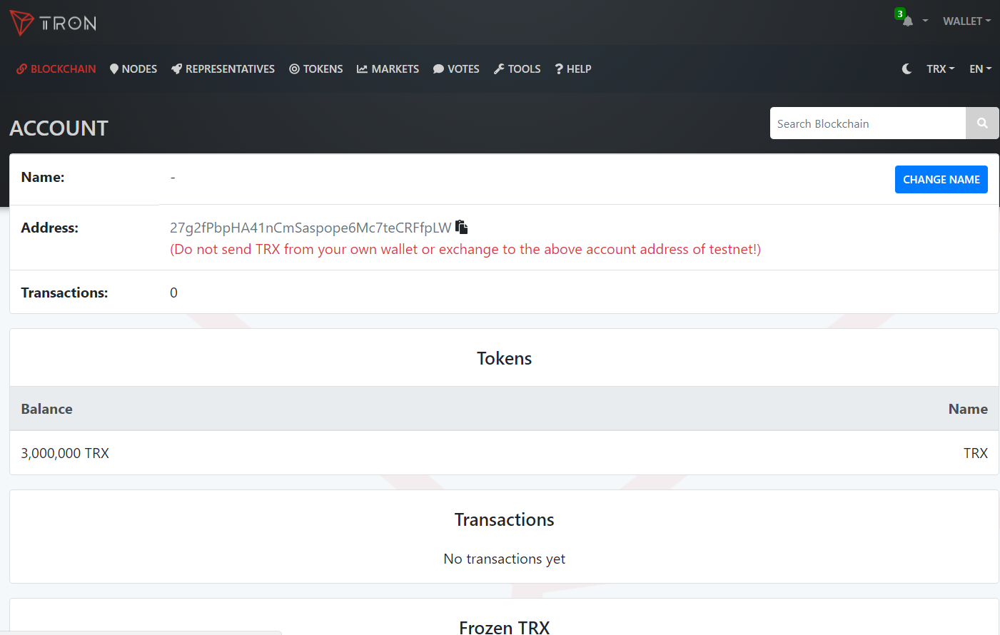 TRON
3
WALLET
BLOCKCHAIN NODES REPRESENTATIVES TOKENS MARKETS VOTES TOOLS ? HELP
TRX EN
ACCOUNT
Search Blockchain
Name: -
CHANGE NAME
Address: 27g2fPbpHA41nCmSaspope6Mc7teCRFfpLW
(Do not send TRX from your own wallet or exchange to the above account address of testnet!)
Transactions: 0
Tokens
Balance Name
3,000,000 TRX TRX
Transactions
No transactions yet
Frozen TRX